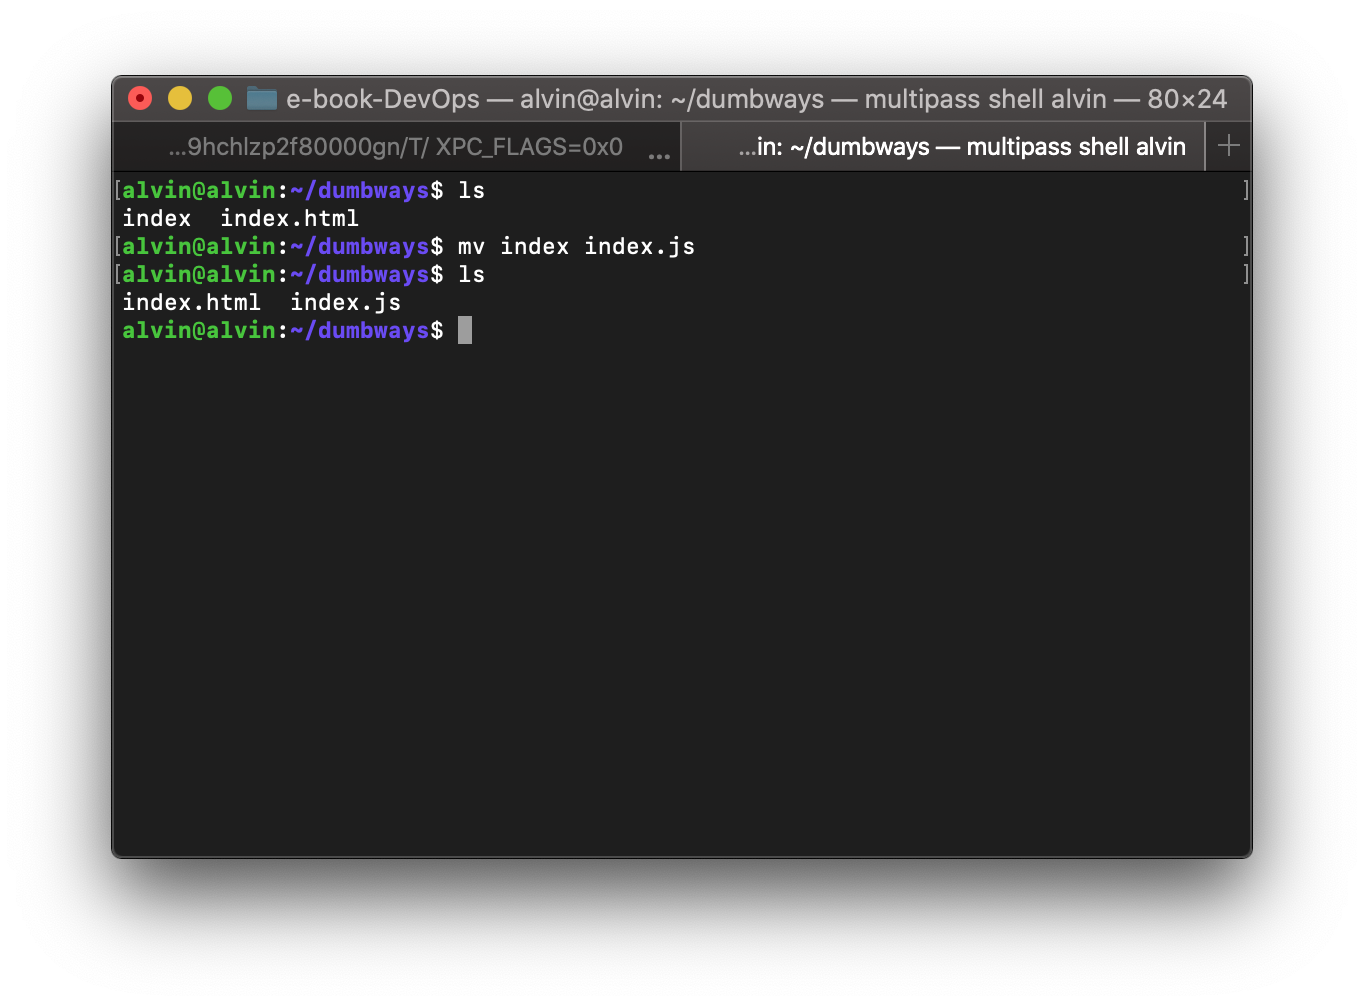 e-book-DevOps — alvin@alvin: ~/dumbways — multipass shell alvin — 80×24
...9hchlzp2f80000gn/T/ XPC_FLAGS=0x0 ... ...in: ~/dumbways — multipass shell alvin +
[alvin@alvin:~/dumbways$ ls ]
index  index.html
[alvin@alvin:~/dumbways$ mv index index.js ]
[alvin@alvin:~/dumbways$ ls ]
index.html  index.js
alvin@alvin:~/dumbways$